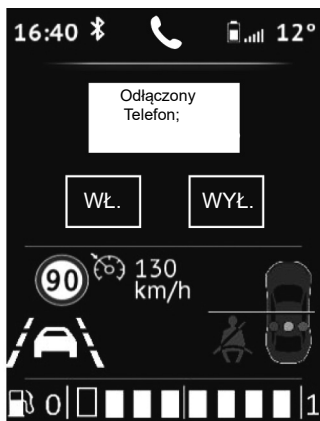 16:40 12°
Odłączony
Telefon;
WŁ. WYŁ.
90 130
km/h
0 1